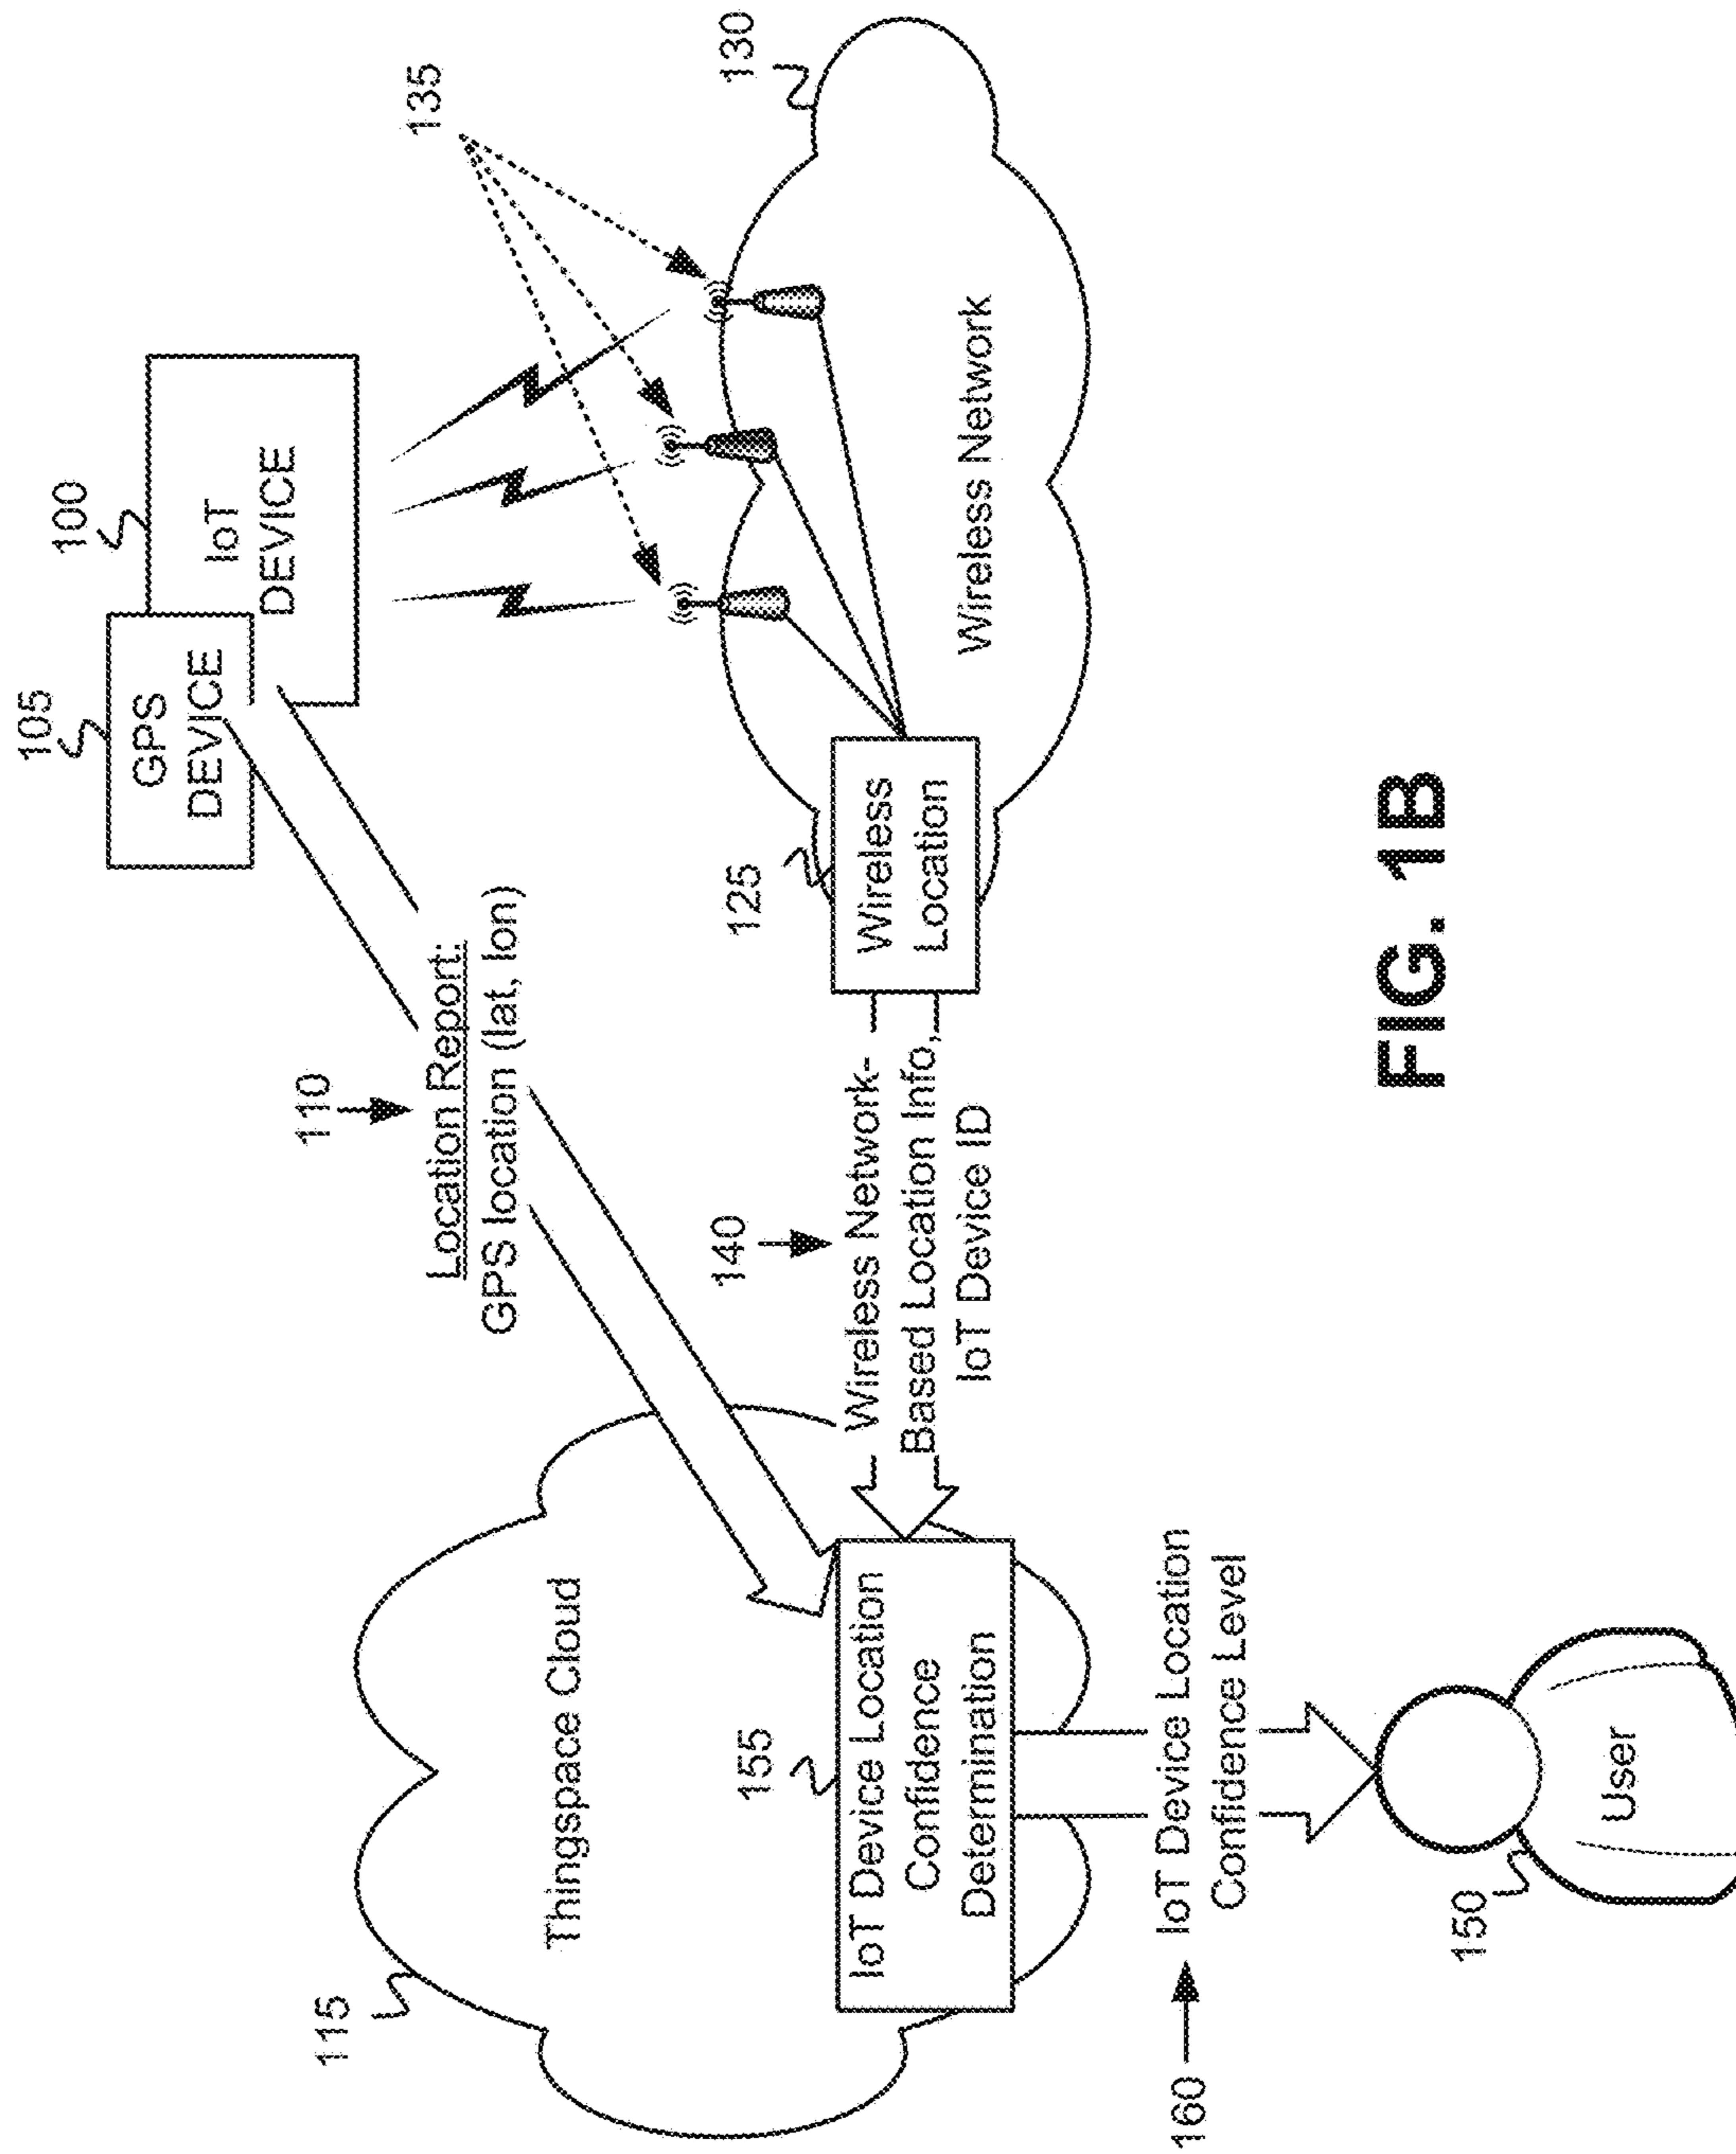 105
100
GPS
DEVICE
IoT
DEVICE
135
110
Location Report:
GPS location (lat, lon)
115
Thingspace Cloud
155
IoT Device Location
Confidence
Determination
140
Wireless Network-
Based Location Info,
IoT Device ID
125
Wireless
Location
130
Wireless Network
160
IoT Device Location
Confidence Level
150
User
FIG. 1B